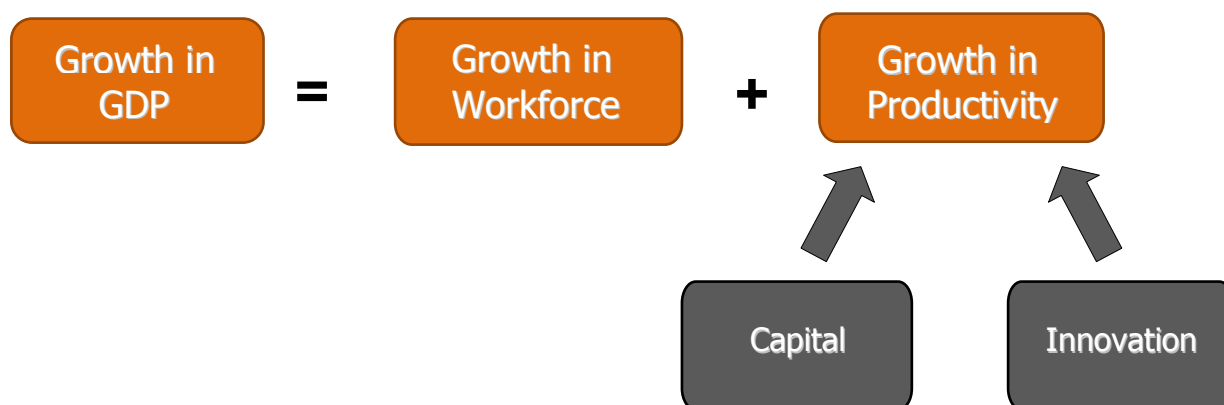 Growth in
GDP
=
Growth in
Workforce
+
Growth in
Productivity
Capital
Innovation